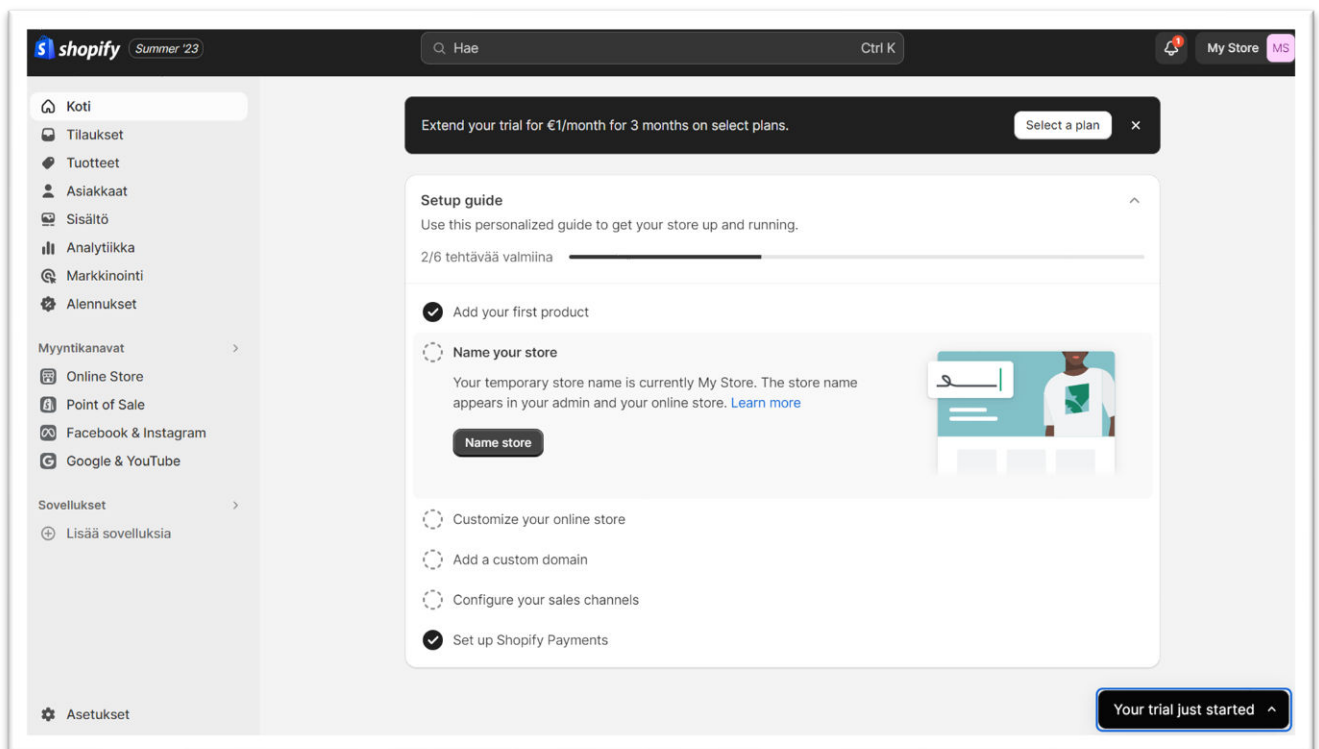 shopify Summer '23
Hae Ctrl K
1
My Store MS
Koti
Tilaukset
Tuotteet
Asiakkaat
Sisältö
Analytiikka
Markkinointi
Alennukset
Myyntikanavat
Online Store
Point of Sale
Facebook & Instagram
Google & YouTube
Sovellukset
Lisää sovelluksia
Asetukset
Extend your trial for €1/month for 3 months on select plans.
Select a plan
Setup guide
Use this personalized guide to get your store up and running.
2/6 tehtävää valmiina
Add your first product
Name your store
Your temporary store name is currently My Store. The store name
appears in your admin and your online store. Learn more
Name store
Customize your online store
Add a custom domain
Configure your sales channels
Set up Shopify Payments
Your trial just started